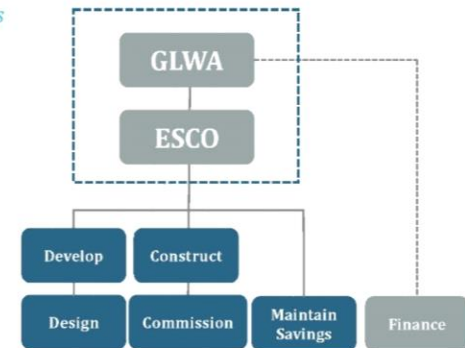 s
GLWA
ESCO
Develop
Construct
Design
Commission
Maintain
Savings
Finance